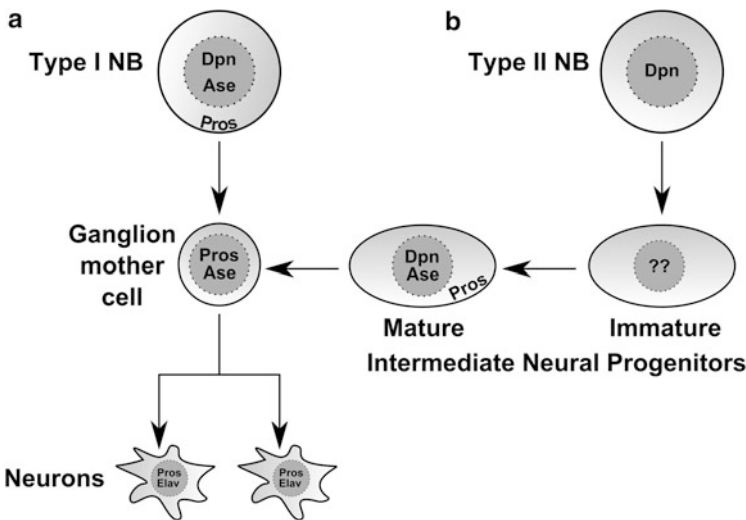 a
Type I NB
Dpn
Ase
Pros
b
Type II NB
Dpn
Ganglion
mother
cell
Pros
Ase
Dpn
Ase
Pros
??
Mature
Immature
Intermediate Neural Progenitors
Neurons
Pros
Elav
Pros
Elav